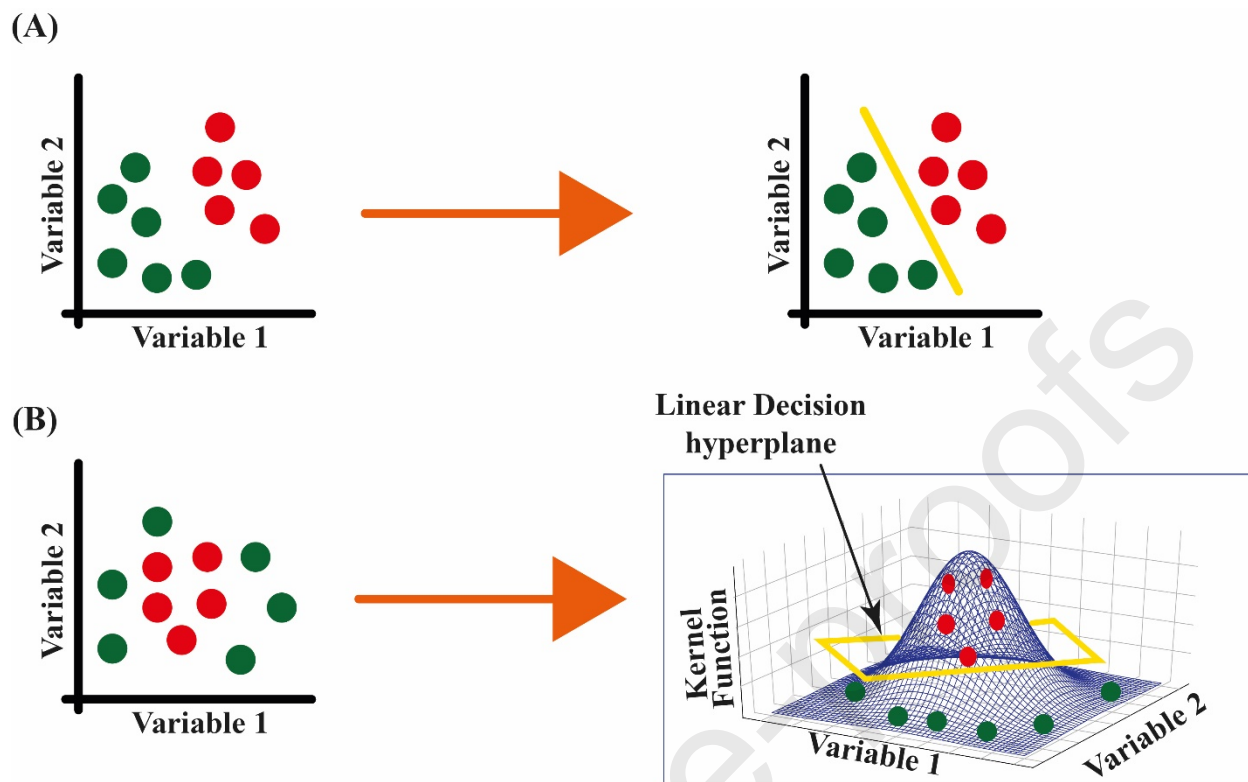 (A)
Variable 2
Variable 1
Variable 2
Variable 1
(B)
Variable 2
Variable 1
Linear Decision
hyperplane
Kernel
Function
Variable 1
Variable 2
e-proofs